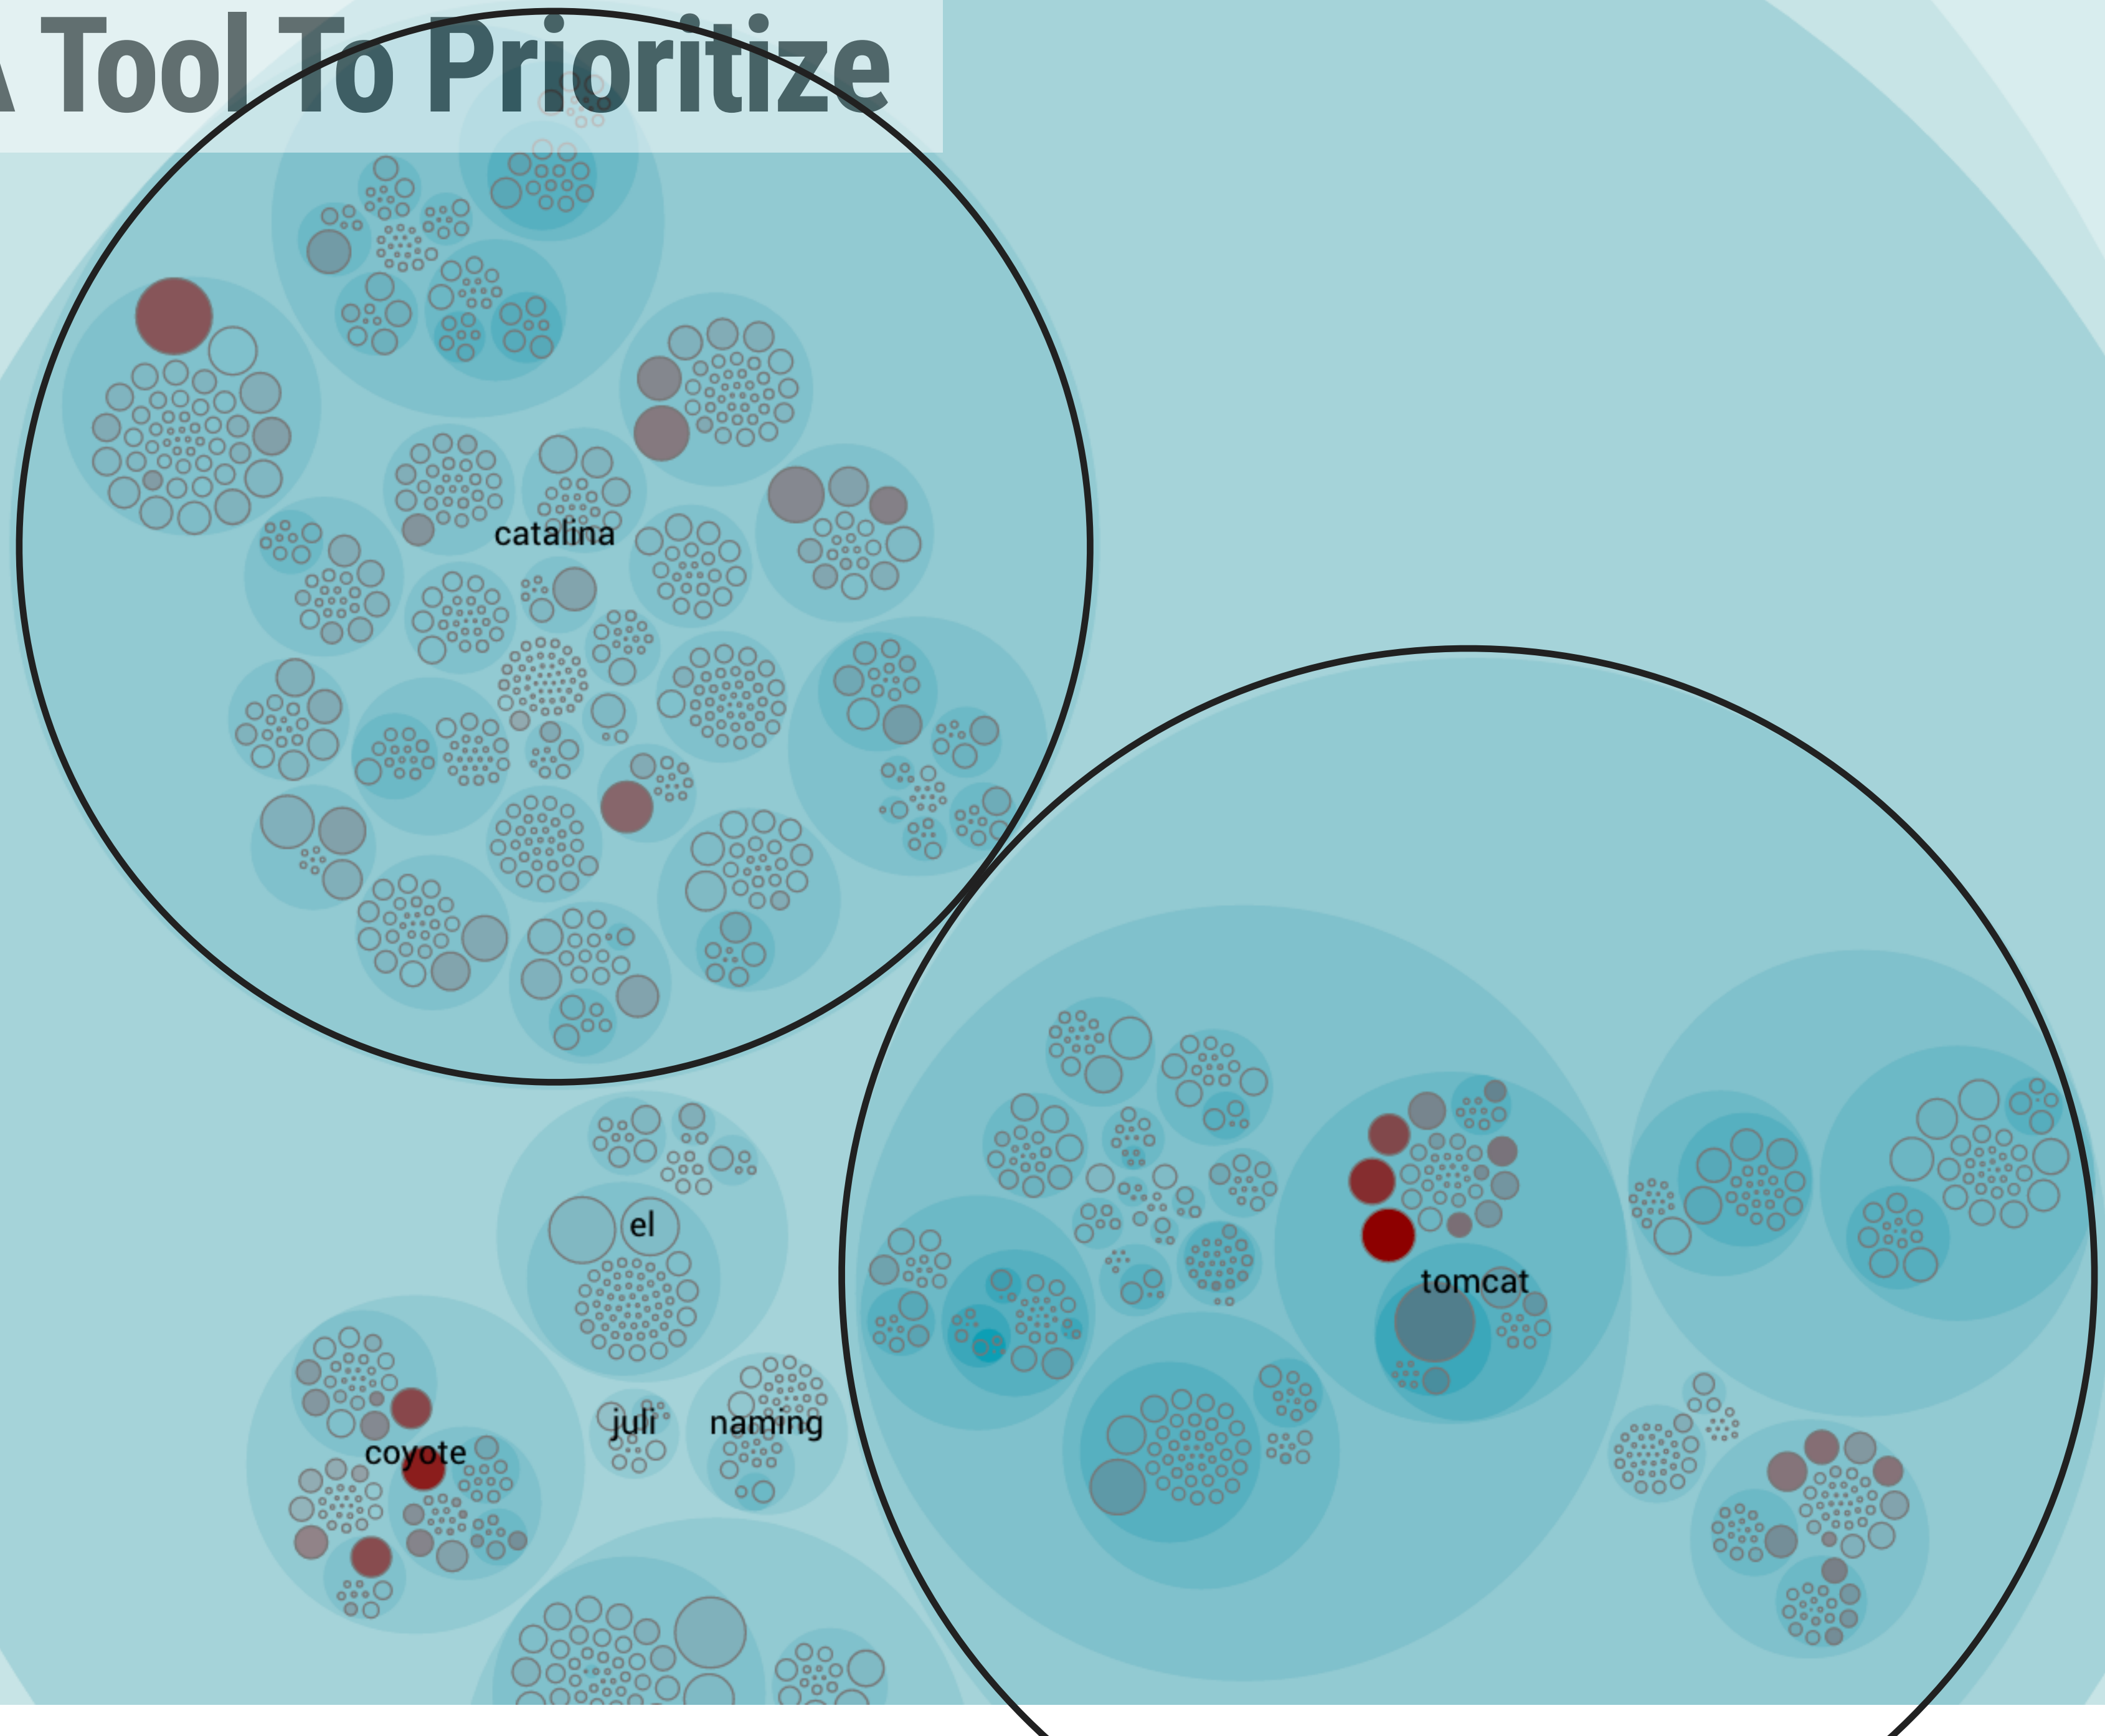 A Tool To Prioritize
catalina
el
tomcat
juli
naming
coyote